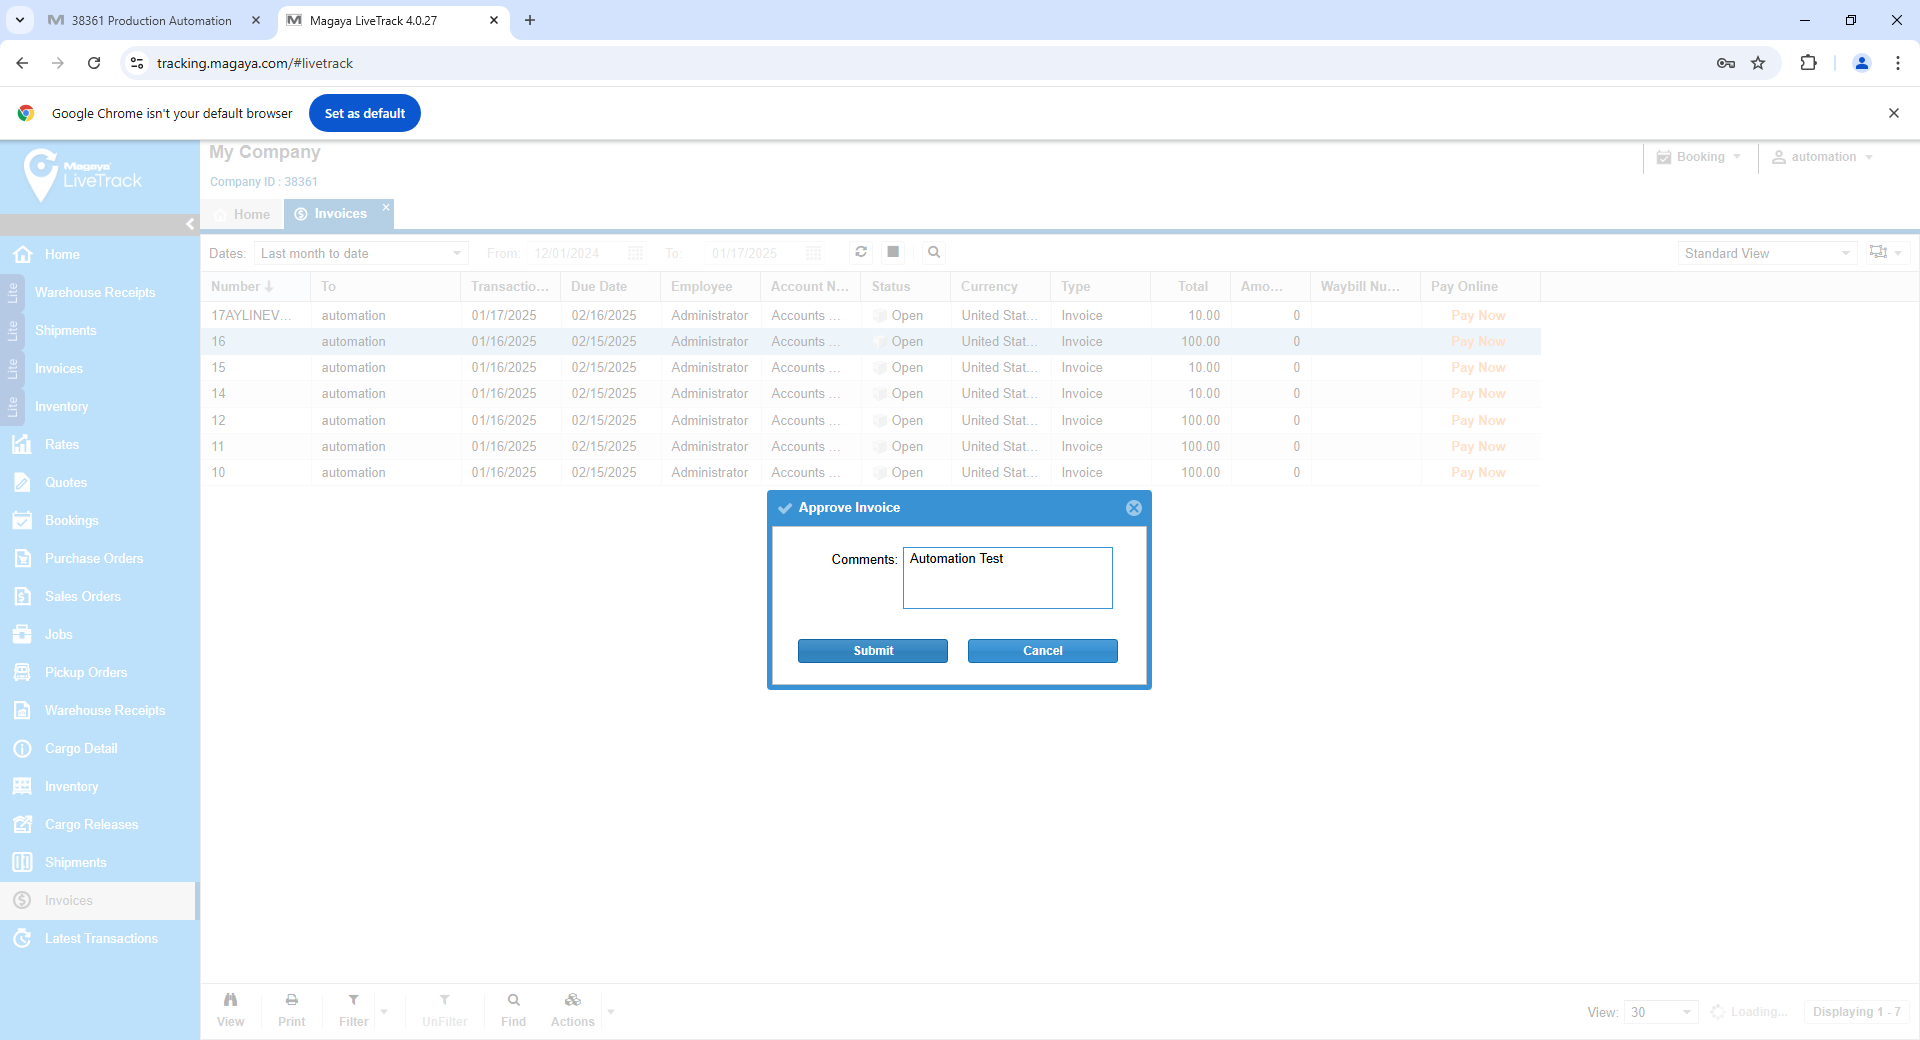 38361 Production Automation
Magaya LiveTrack 4.0.27
tracking.magaya.com/#livetrack
Google Chrome isn't your default browser
Set as default
Magaya
LiveTrack
My Company
Company ID : 38361
Booking
automation
Home
Invoices
Dates:
Last month to date
From:
12/01/2024
To:
01/17/2025
Standard View
Number To Transactio... Due Date Employee Account N... Status Currency Type Total Amo... Waybill Nu... Pay Online
17AYLINEV... automation 01/17/2025 02/16/2025 Administrator Accounts ... Open United Stat... Invoice 10.00 0 Pay Now
16 automation 01/16/2025 02/15/2025 Administrator Accounts ... Open United Stat... Invoice 100.00 0 Pay Now
15 automation 01/16/2025 02/15/2025 Administrator Accounts ... Open United Stat... Invoice 10.00 0 Pay Now
14 automation 01/16/2025 02/15/2025 Administrator Accounts ... Open United Stat... Invoice 10.00 0 Pay Now
12 automation 01/16/2025 02/15/2025 Administrator Accounts ... Open United Stat... Invoice 100.00 0 Pay Now
11 automation 01/16/2025 02/15/2025 Administrator Accounts ... Open United Stat... Invoice 100.00 0 Pay Now
10 automation 01/16/2025 02/15/2025 Administrator Accounts ... Open United Stat... Invoice 100.00 0 Pay Now
Home
Lite Warehouse Receipts
Lite Shipments
Lite Invoices
Lite Inventory
Rates
Quotes
Bookings
Purchase Orders
Sales Orders
Jobs
Pickup Orders
Warehouse Receipts
Cargo Detail
Inventory
Cargo Releases
Shipments
Invoices
Latest Transactions
Approve Invoice
Comments:
Automation Test
Submit
Cancel
View
Print
Filter
UnFilter
Find
Actions
View:
30
Loading...
Displaying 1 - 7